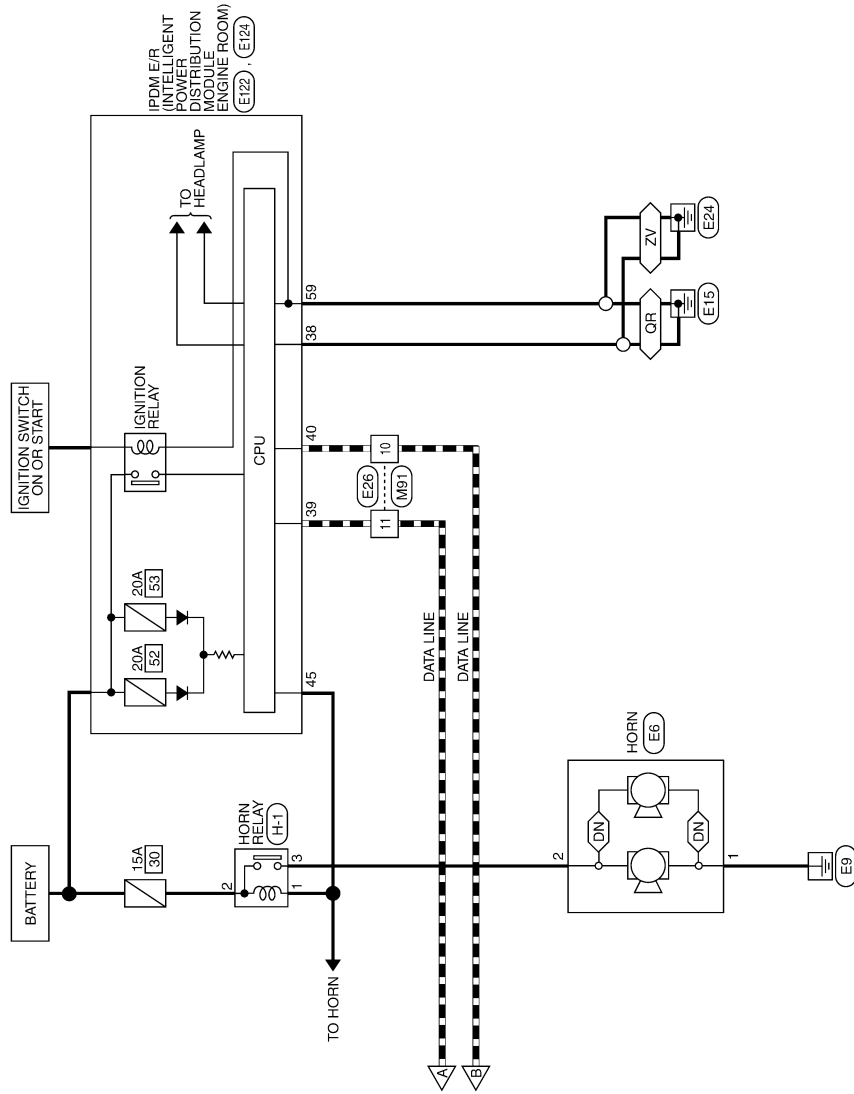 IGNITION SWITCH
ON OR START
BATTERY
IPDM E/R
(INTELLIGENT
POWER
DISTRIBUTION
MODULE
ENGINE ROOM)
E122 , E124
TO
HEADLAMP
IGNITION
RELAY
20A
53
20A
52
CPU
15A
30
HORN
RELAY
H-1
2
1
3
45
39
40
38
59
TO HORN
E26
M91
11
10
DATA LINE
DATA LINE
A
B
QR
ZV
E15
E24
HORN
E6
2
DN
DN
1
E9